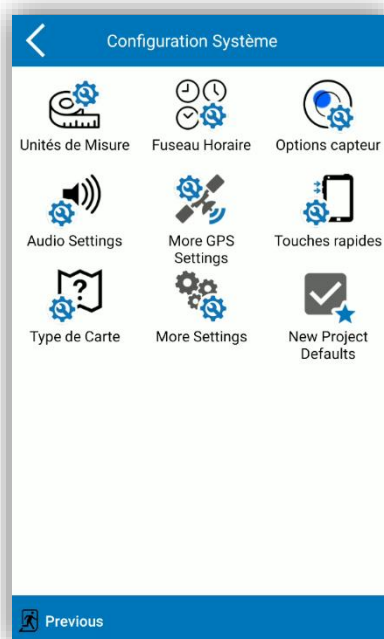 Configuration Système
Unités de Mesure
Fuseau Horaire
Options capteur
Audio Settings
More GPS
Settings
Touches rapides
Type de Carte
More Settings
New Project
Defaults
Previous